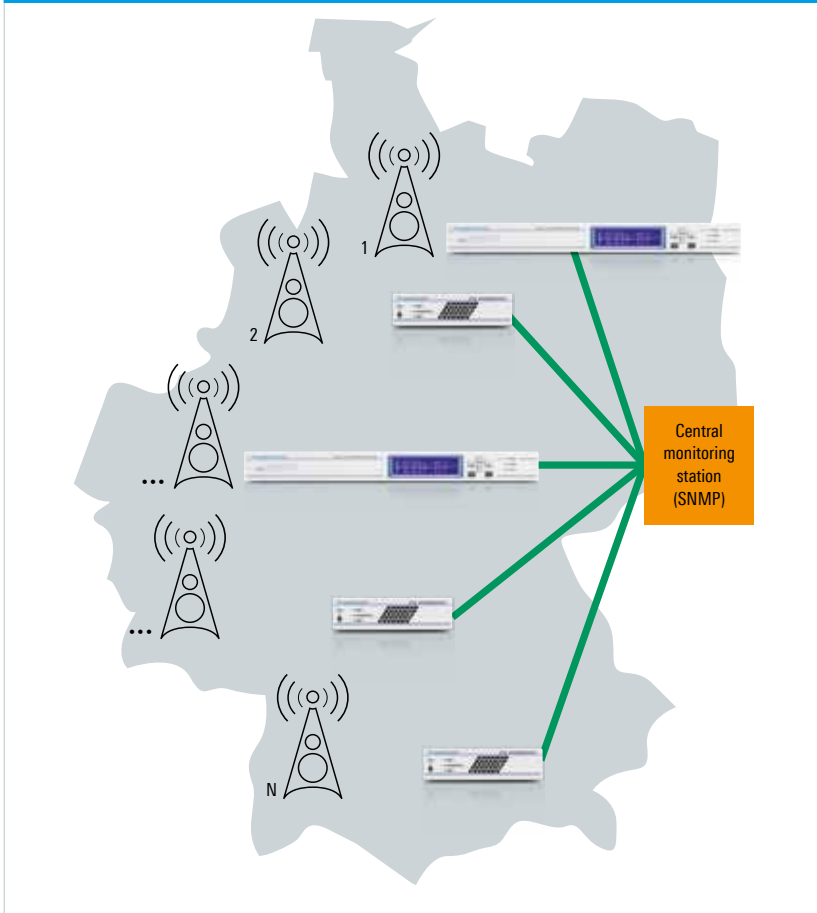 1
2
...
Central
monitoring
station
(SNMP)
...
N